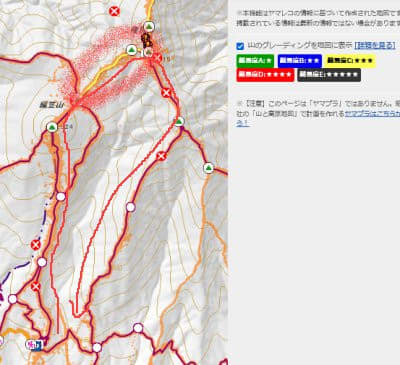 ※本機能はヤマレコの情報に基づいて作成された地図です
掲載されている情報は最新の情報ではない場合があります
山のグレーディングを地図に表示 [詳細を見る]
難易度A:★ 難易度B:★★ 難易度C:★★★
難易度D:★★★★ 難易度E:★★★★★
※【注意】このページは「ヤマプラ」ではありません。昭
社の「山と高原地図」で計画を作れるヤマプラはこちらか
う！